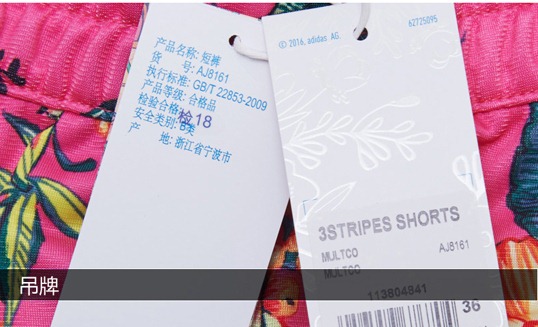 产品名称: 短裤
货 号: AJ8161
执行标准: GB/T 22853-2009
产品等级: 合格品
检验合格: 检18
安全类别: B类
产 地: 浙江省宁波市
© 2016, adidas AG.
62725095
3STRIPES SHORTS
MULTCO AJ8161
MULTCO
113804841
36
吊牌